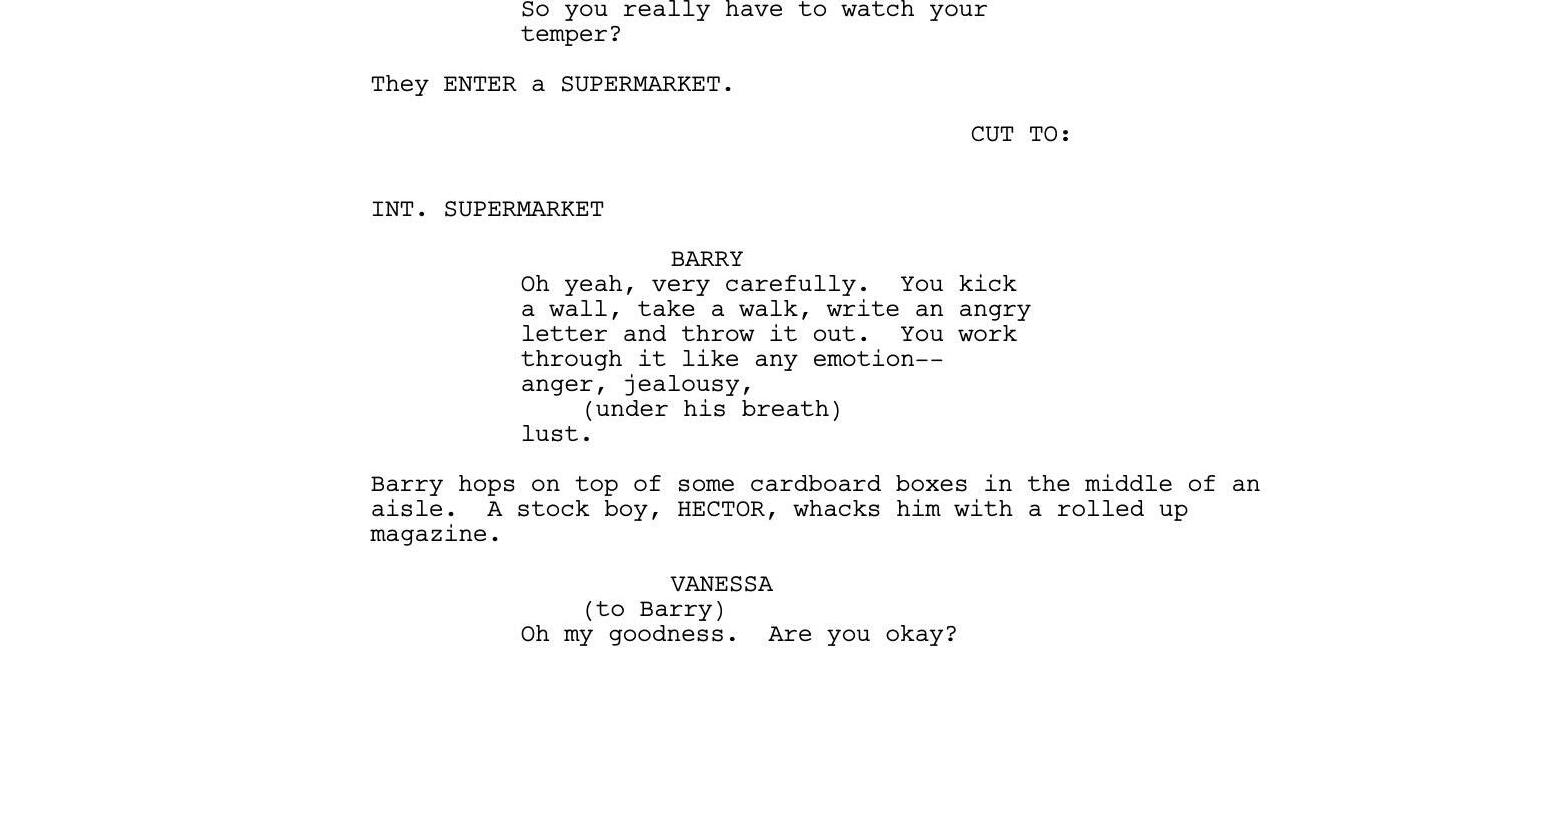 So you really have to watch your
temper?
They ENTER a SUPERMARKET.
CUT TO:
INT. SUPERMARKET
BARRY
Oh yeah, very carefully.  You kick
a wall, take a walk, write an angry
letter and throw it out.  You work
through it like any emotion--
anger, jealousy,
(under his breath)
lust.
Barry hops on top of some cardboard boxes in the middle of an
aisle.  A stock boy, HECTOR, whacks him with a rolled up
magazine.
VANESSA
(to Barry)
Oh my goodness.  Are you okay?